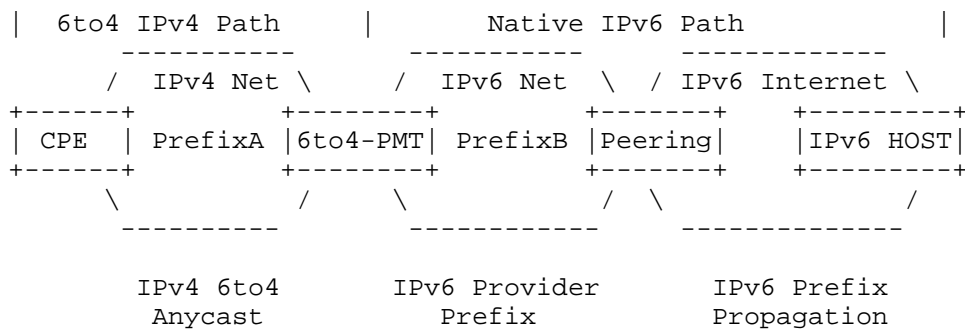 |  6to4 IPv4 Path     |       Native IPv6 Path            |
   -----------       -----------       -------------
/  IPv4 Net \     /  IPv6 Net  \  / IPv6 Internet \
+------+         +--------+         +-------+    +---------+
| CPE  | PrefixA |6to4-PMT| PrefixB |Peering|    |IPv6 HOST|
+------+         +--------+         +-------+    +---------+
\           /     \            /  \               /
   ----------        ------------     --------------
IPv4 6to4       IPv6 Provider       IPv6 Prefix
Anycast          Prefix           Propagation